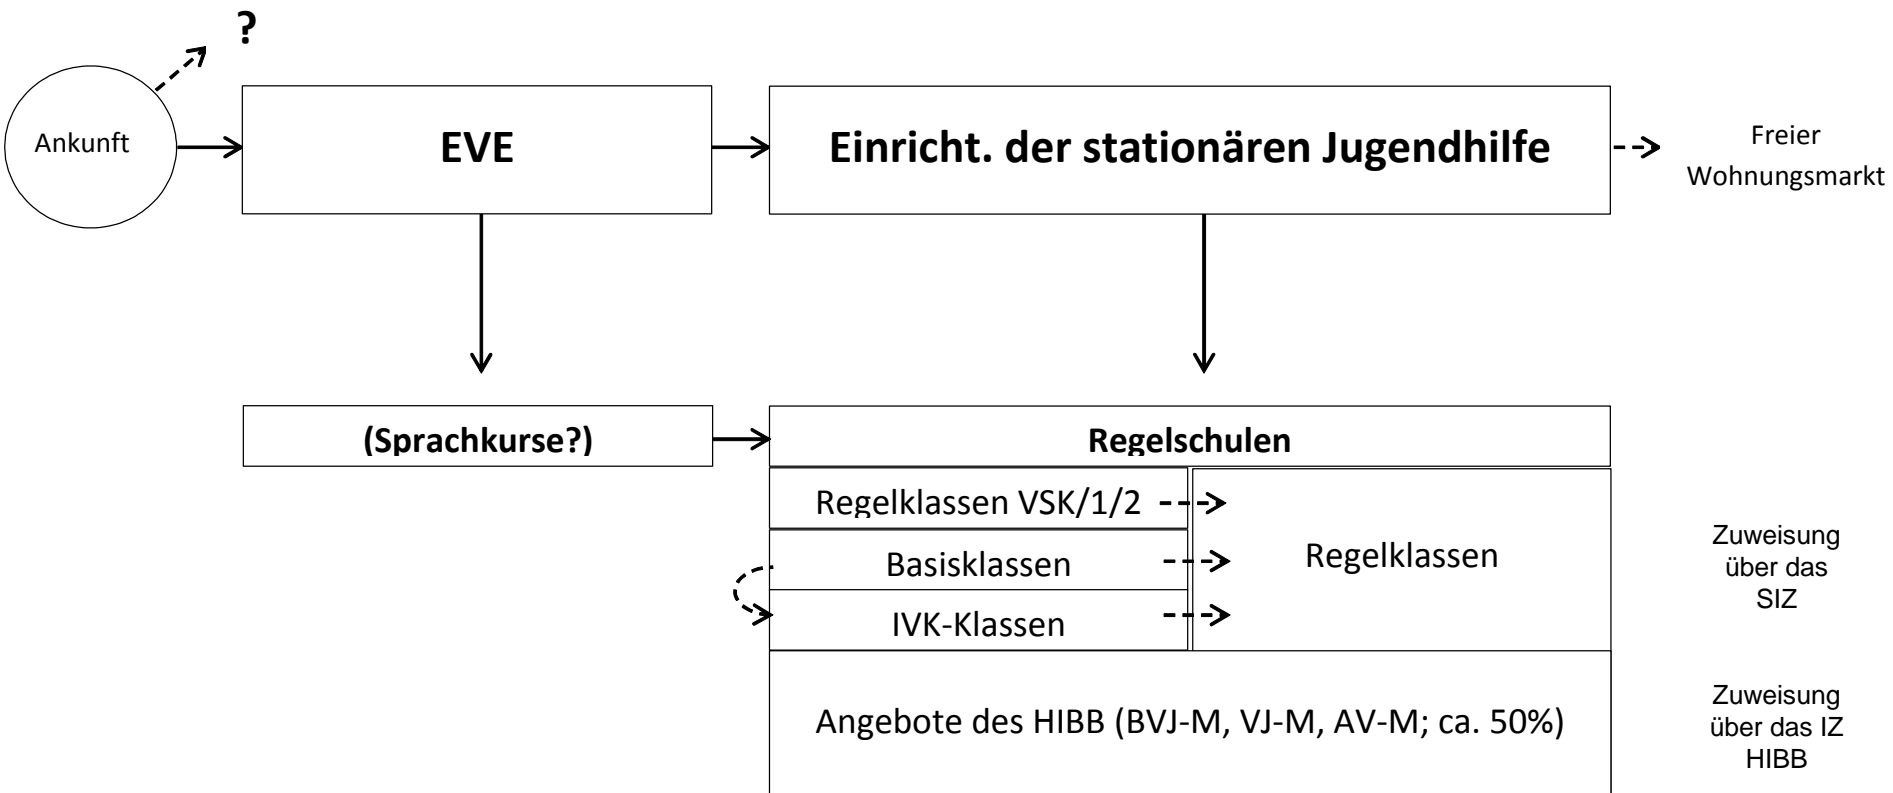 ?
Ankunft
EVE
Einricht. der stationären Jugendhilfe
Freier
Wohnungsmarkt
(Sprachkurse?)
Regelschulen
Regelklassen VSK/1/2
Basisklassen
IVK-Klassen
Regelklassen
Zuweisung
über das
SIZ
Angebote des HIBB (BVJ-M, VJ-M, AV-M; ca. 50%)
Zuweisung
über das IZ
HIBB